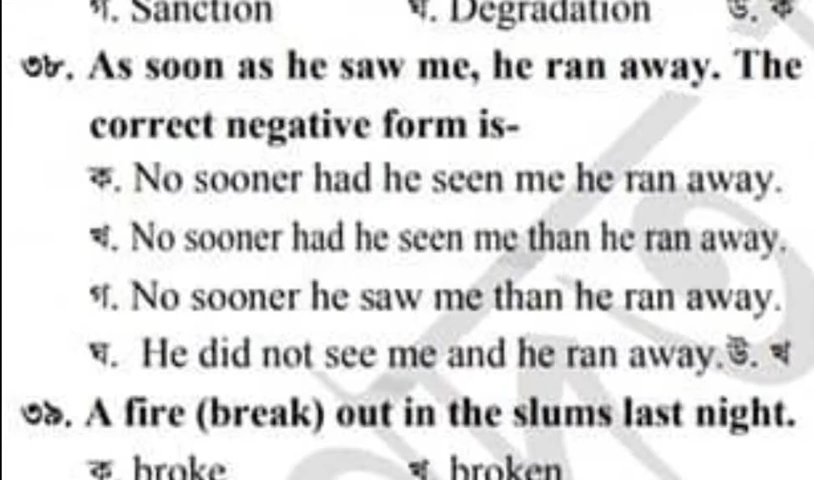 গ. Sanction ঘ. Degradation উ. ক
৩৮. As soon as he saw me, he ran away. The
correct negative form is-
ক. No sooner had he seen me he ran away.
খ. No sooner had he seen me than he ran away.
গ. No sooner he saw me than he ran away.
ঘ. He did not see me and he ran away.উ. খ
৩৯. A fire (break) out in the slums last night.
ক. broke খ. broken